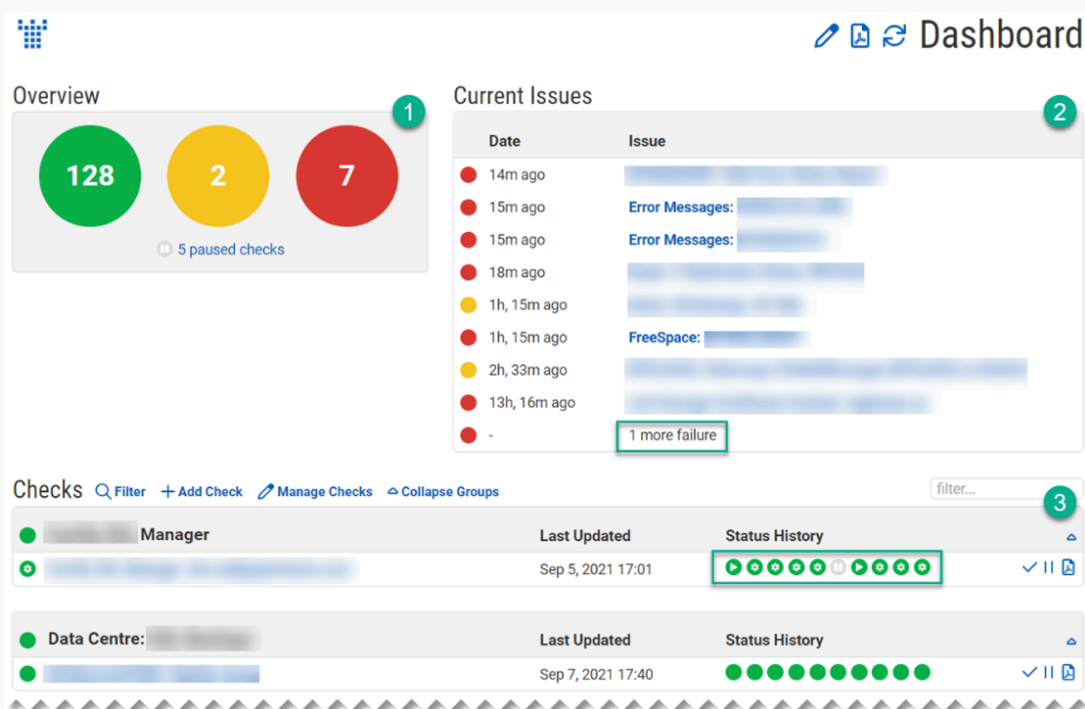 Dashboard
Overview
1
128
2
7
5 paused checks
Current Issues
2
Date Issue
14m ago
15m ago Error Messages:
15m ago Error Messages:
18m ago
1h, 15m ago
1h, 15m ago FreeSpace:
2h, 33m ago
13h, 16m ago
- 1 more failure
Checks Filter + Add Check Manage Checks Collapse Groups filter...
3
Manager Last Updated Status History
Sep 5, 2021 17:01
Data Centre: Last Updated Status History
Sep 7, 2021 17:40